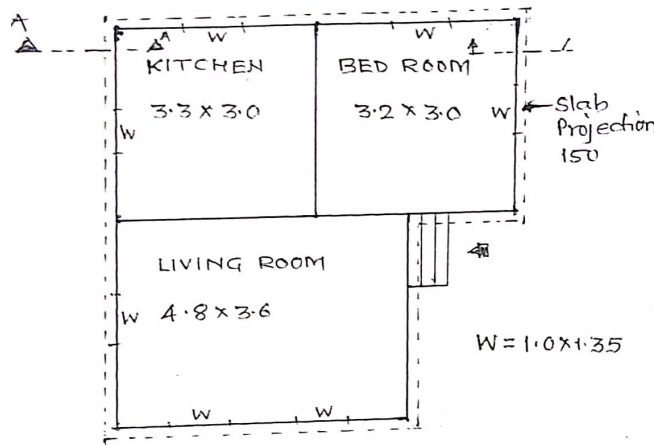 A
A
W
W
KITCHEN
BED ROOM
3.3 × 3.0
3.2 × 3.0
W
W
Slab
Projection
150
LIVING ROOM
W
4.8 × 3.6
W = 1.0×1.35
W
W